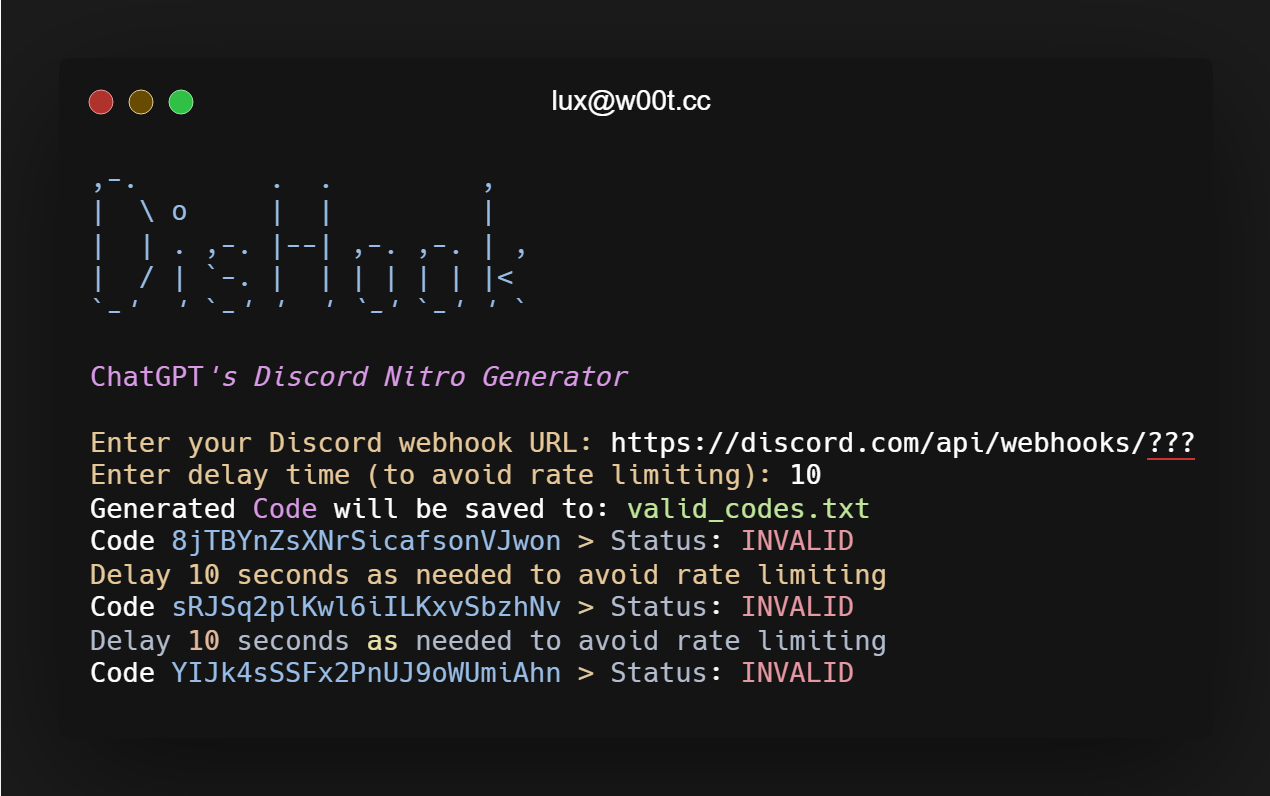 lux@w00t.cc
DisHook
ChatGPT's Discord Nitro Generator
Enter your Discord webhook URL: https://discord.com/api/webhooks/???
Enter delay time (to avoid rate limiting): 10
Generated Code will be saved to: valid_codes.txt
Code 8jTBYnZsXNrSicafsonVJwon > Status: INVALID
Delay 10 seconds as needed to avoid rate limiting
Code sRJSq2plKwl6iILKxvSbzhNv > Status: INVALID
Delay 10 seconds as needed to avoid rate limiting
Code YIJk4sSSFx2PnUJ9oWUmiAhn > Status: INVALID